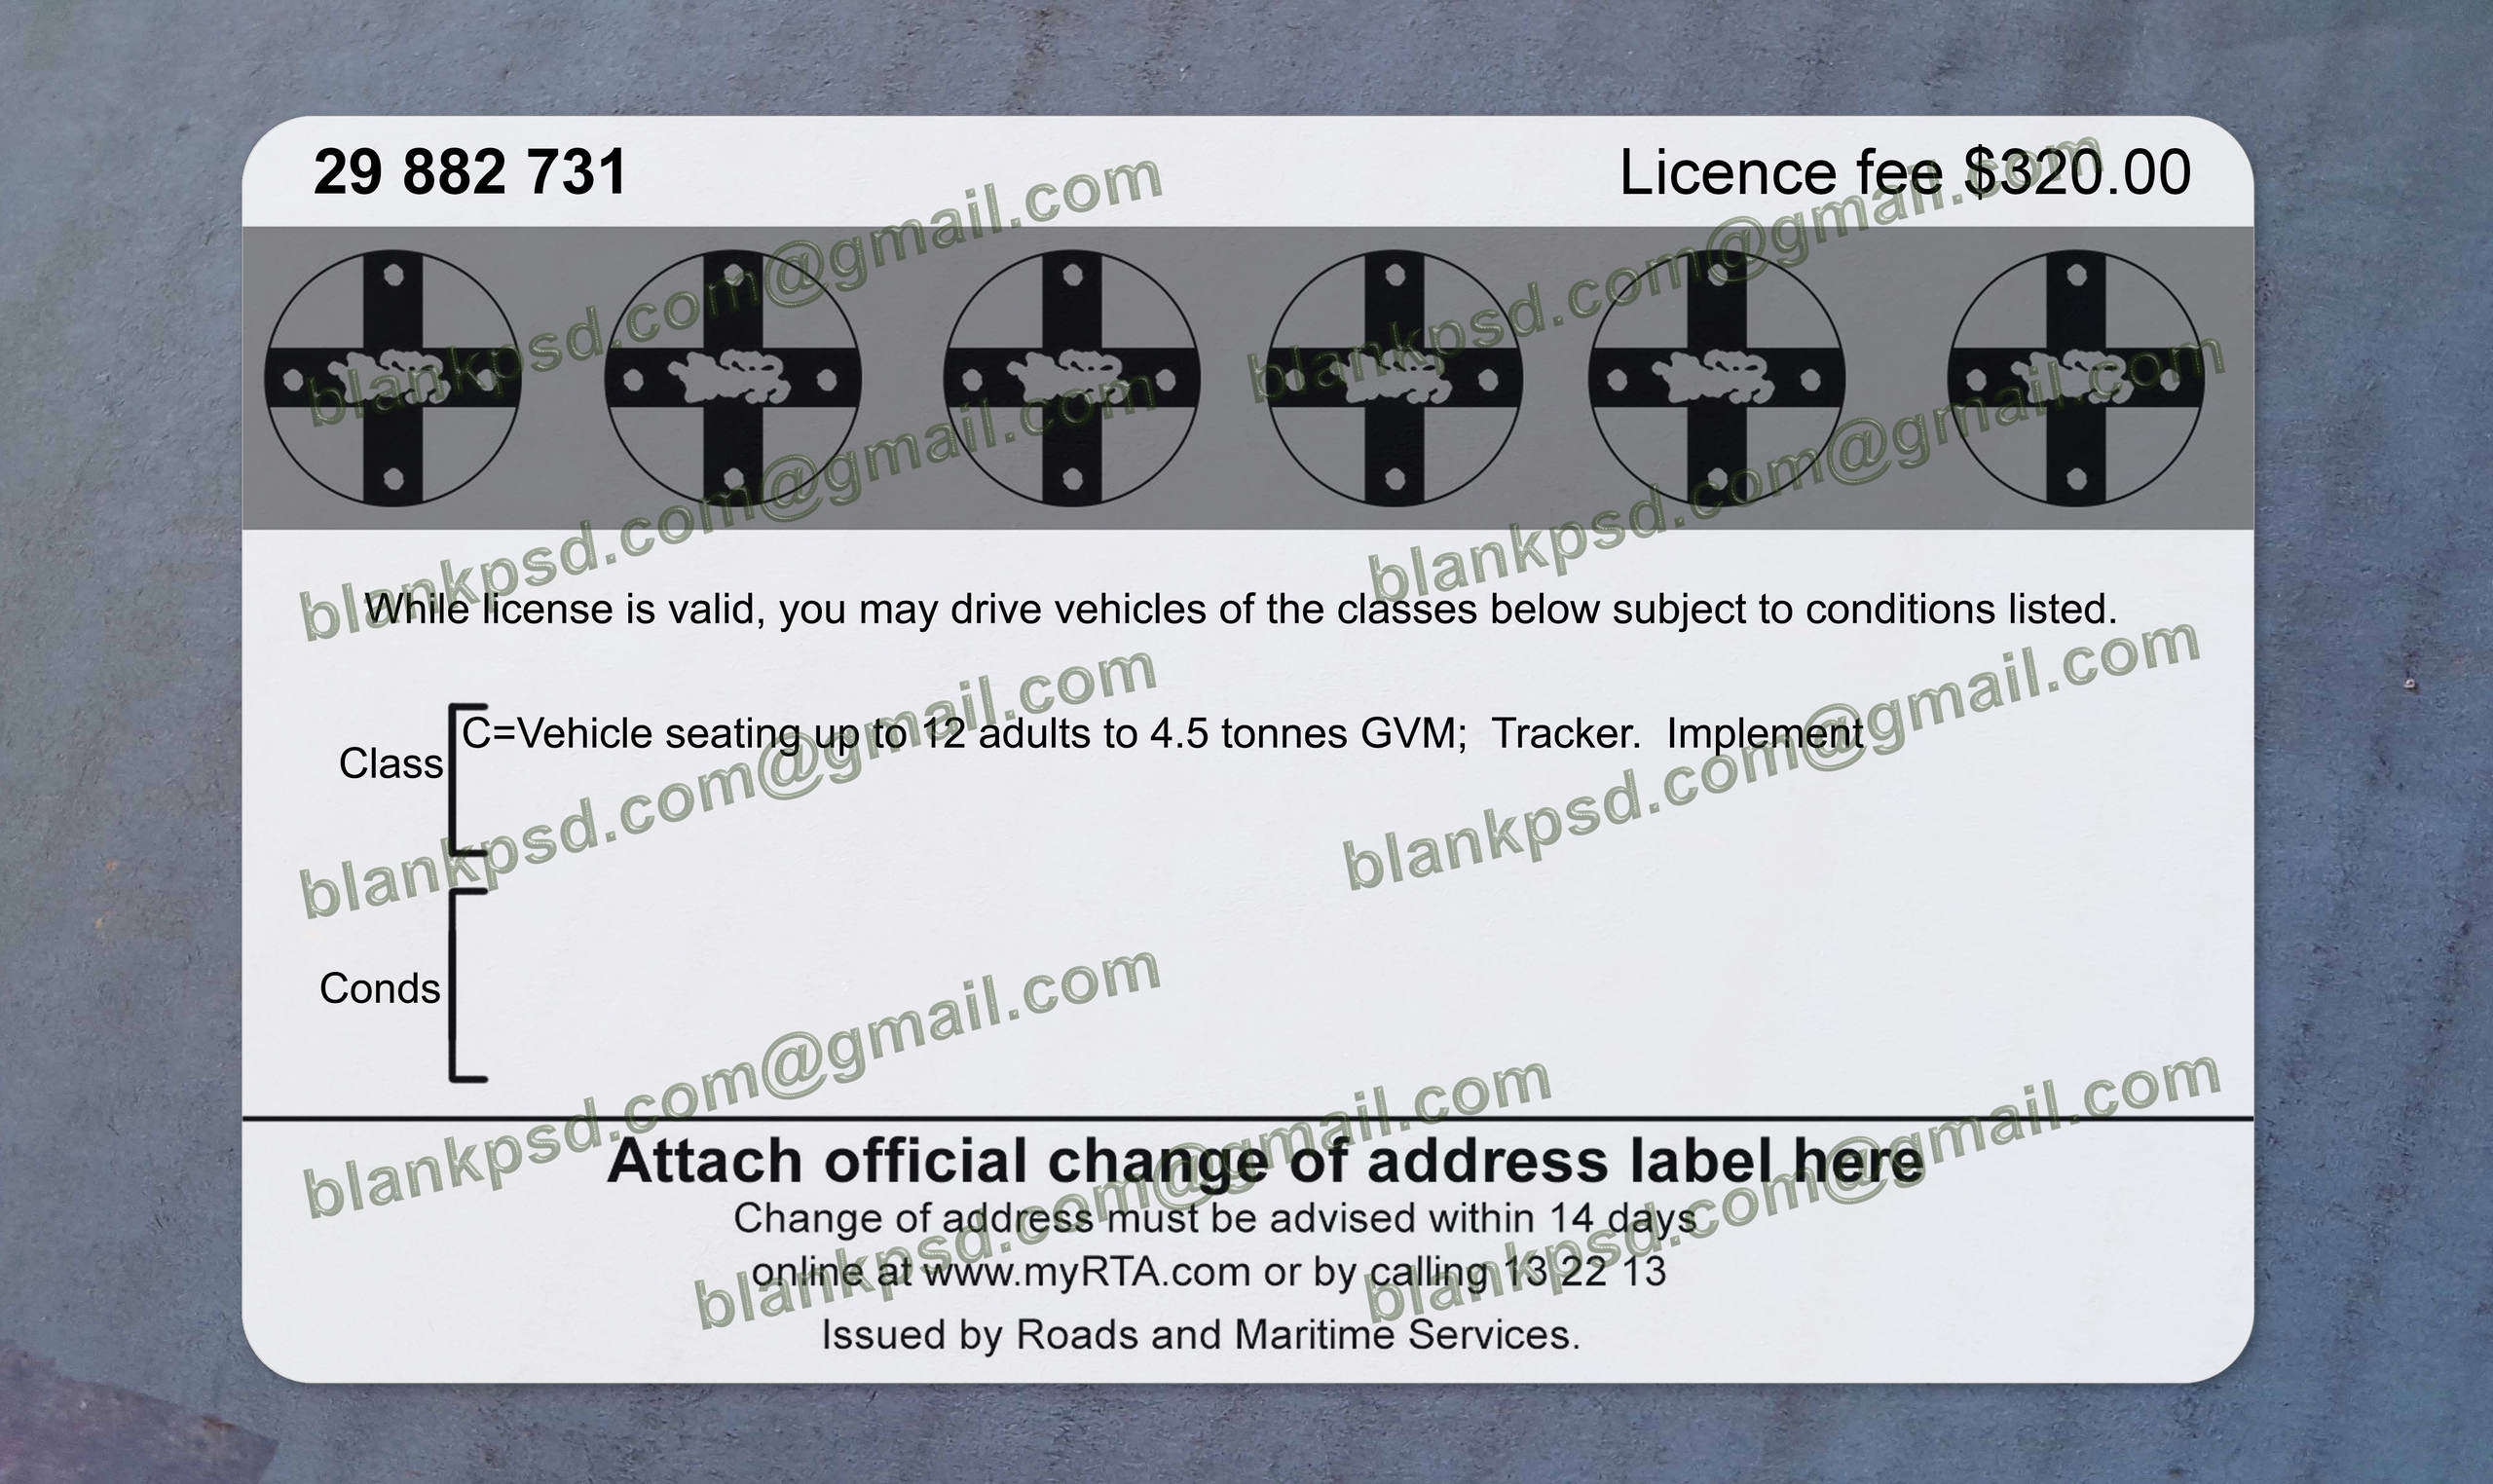 29 882 731
Licence fee $320.00
blankpsd.com@gmail.com
blankpsd.com@gmail.com
blankpsd.com@gmail.com
blankpsd.com@gmail.com
While license is valid, you may drive vehicles of the classes below subject to conditions listed.
C=Vehicle seating up to 12 adults to 4.5 tonnes GVM;  Tracker.  Implement
Class
blankpsd.com@gmail.com
blankpsd.com@gmail.com
Conds
blankpsd.com@gmail.com
Attach official change of address label here
Change of address must be advised within 14 days
online at www.myRTA.com or by calling 13 22 13
blankpsd.com@gmail.com
blankpsd.com@gmail.com
Issued by Roads and Maritime Services.